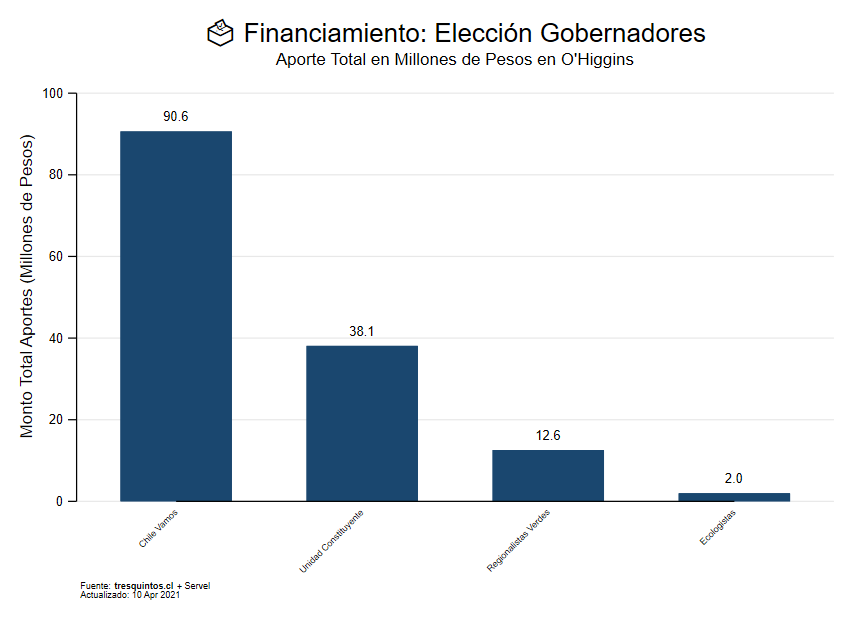 Financiamiento: Elección Gobernadores
Aporte Total en Millones de Pesos en O'Higgins
Monto Total Aportes (Millones de Pesos)
100
80
60
40
20
0
90.6
38.1
12.6
2.0
Chile Vamos
Unidad Constituyente
Regionalistas Verdes
Ecologistas
Fuente: tresquintos.cl + Servel
Actualizado: 10 Apr 2021